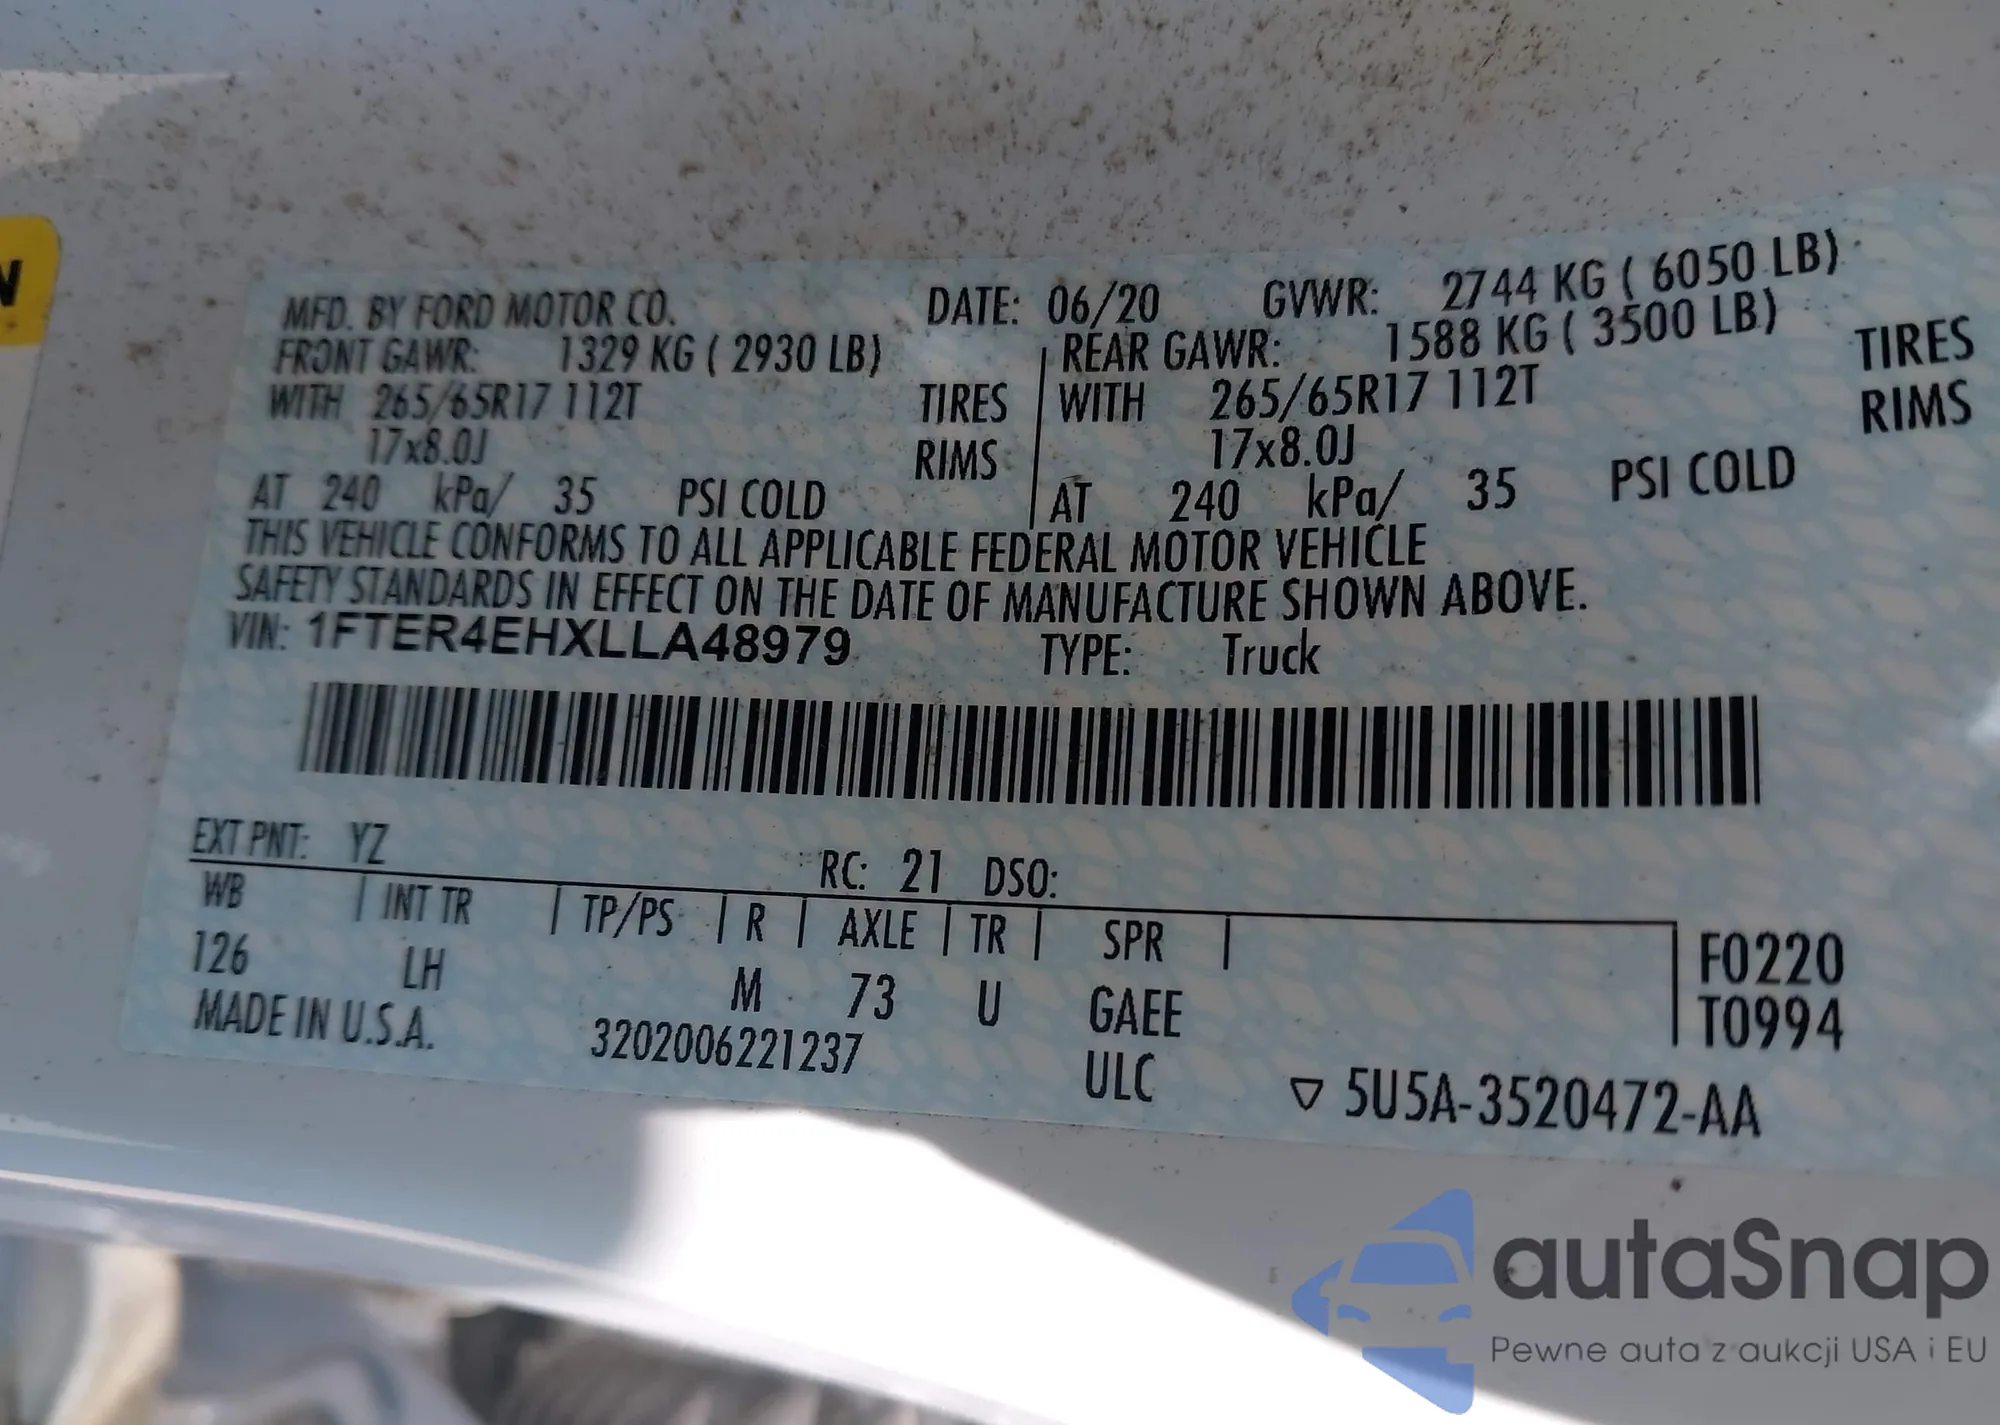 N
MFD. BY FORD MOTOR CO. DATE: 06/20 GVWR: 2744 KG ( 6050 LB)
FRONT GAWR: 1329 KG ( 2930 LB) REAR GAWR: 1588 KG ( 3500 LB)
WITH 265/65R17 112T TIRES WITH 265/65R17 112T TIRES
17x8.0J RIMS 17x8.0J RIMS
AT 240 kPa/ 35 PSI COLD AT 240 kPa/ 35 PSI COLD
THIS VEHICLE CONFORMS TO ALL APPLICABLE FEDERAL MOTOR VEHICLE
SAFETY STANDARDS IN EFFECT ON THE DATE OF MANUFACTURE SHOWN ABOVE.
VIN: 1FTER4EHXLLA48979 TYPE: Truck
EXT PNT: YZ RC: 21 DSO:
WB INT TR TP/PS R AXLE TR SPR F0220
126 LH M 73 U GAEE T0994
MADE IN U.S.A. 3202006221237 ULC ▽ 5U5A-3520472-AA
autaSnap
Pewne auta z aukcji USA i EU